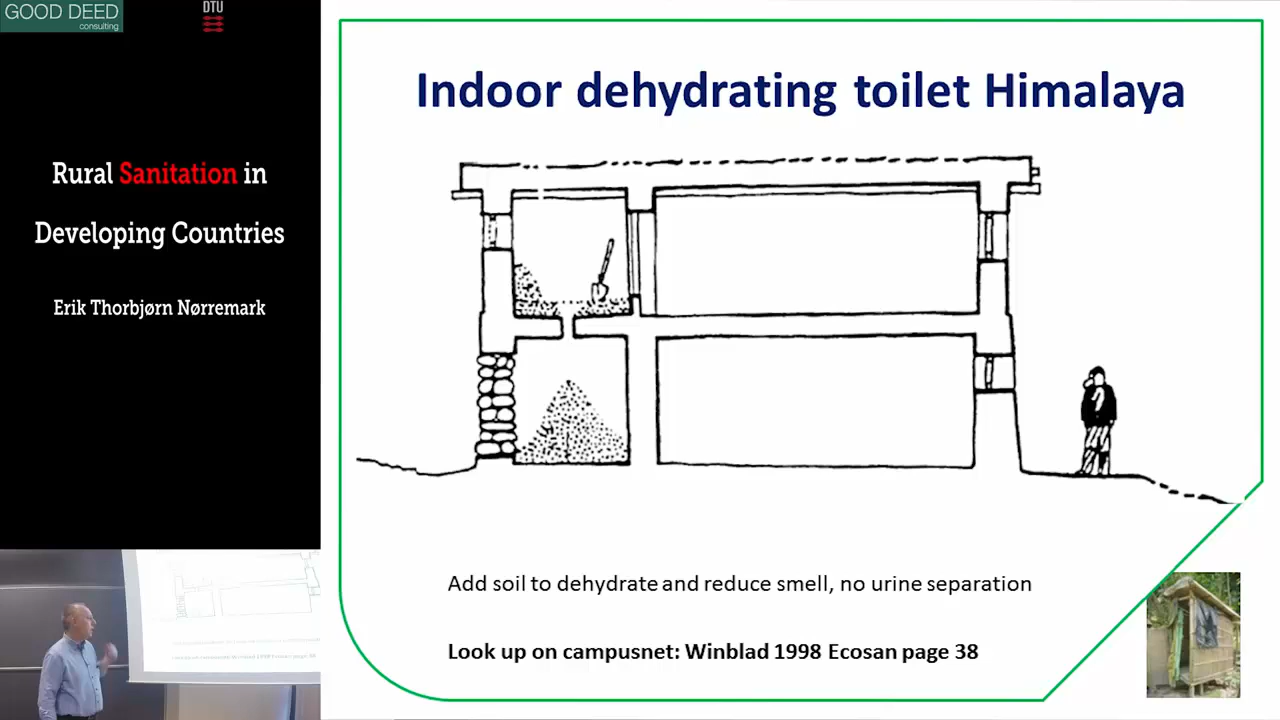 GOOD DEED
consulting
DTU
Rural Sanitation in
Developing Countries
Erik Thorbjørn Nørremark
Indoor dehydrating toilet Himalaya
Add soil to dehydrate and reduce smell, no urine separation
Look up on campusnet: Winblad 1998 Ecosan page 38